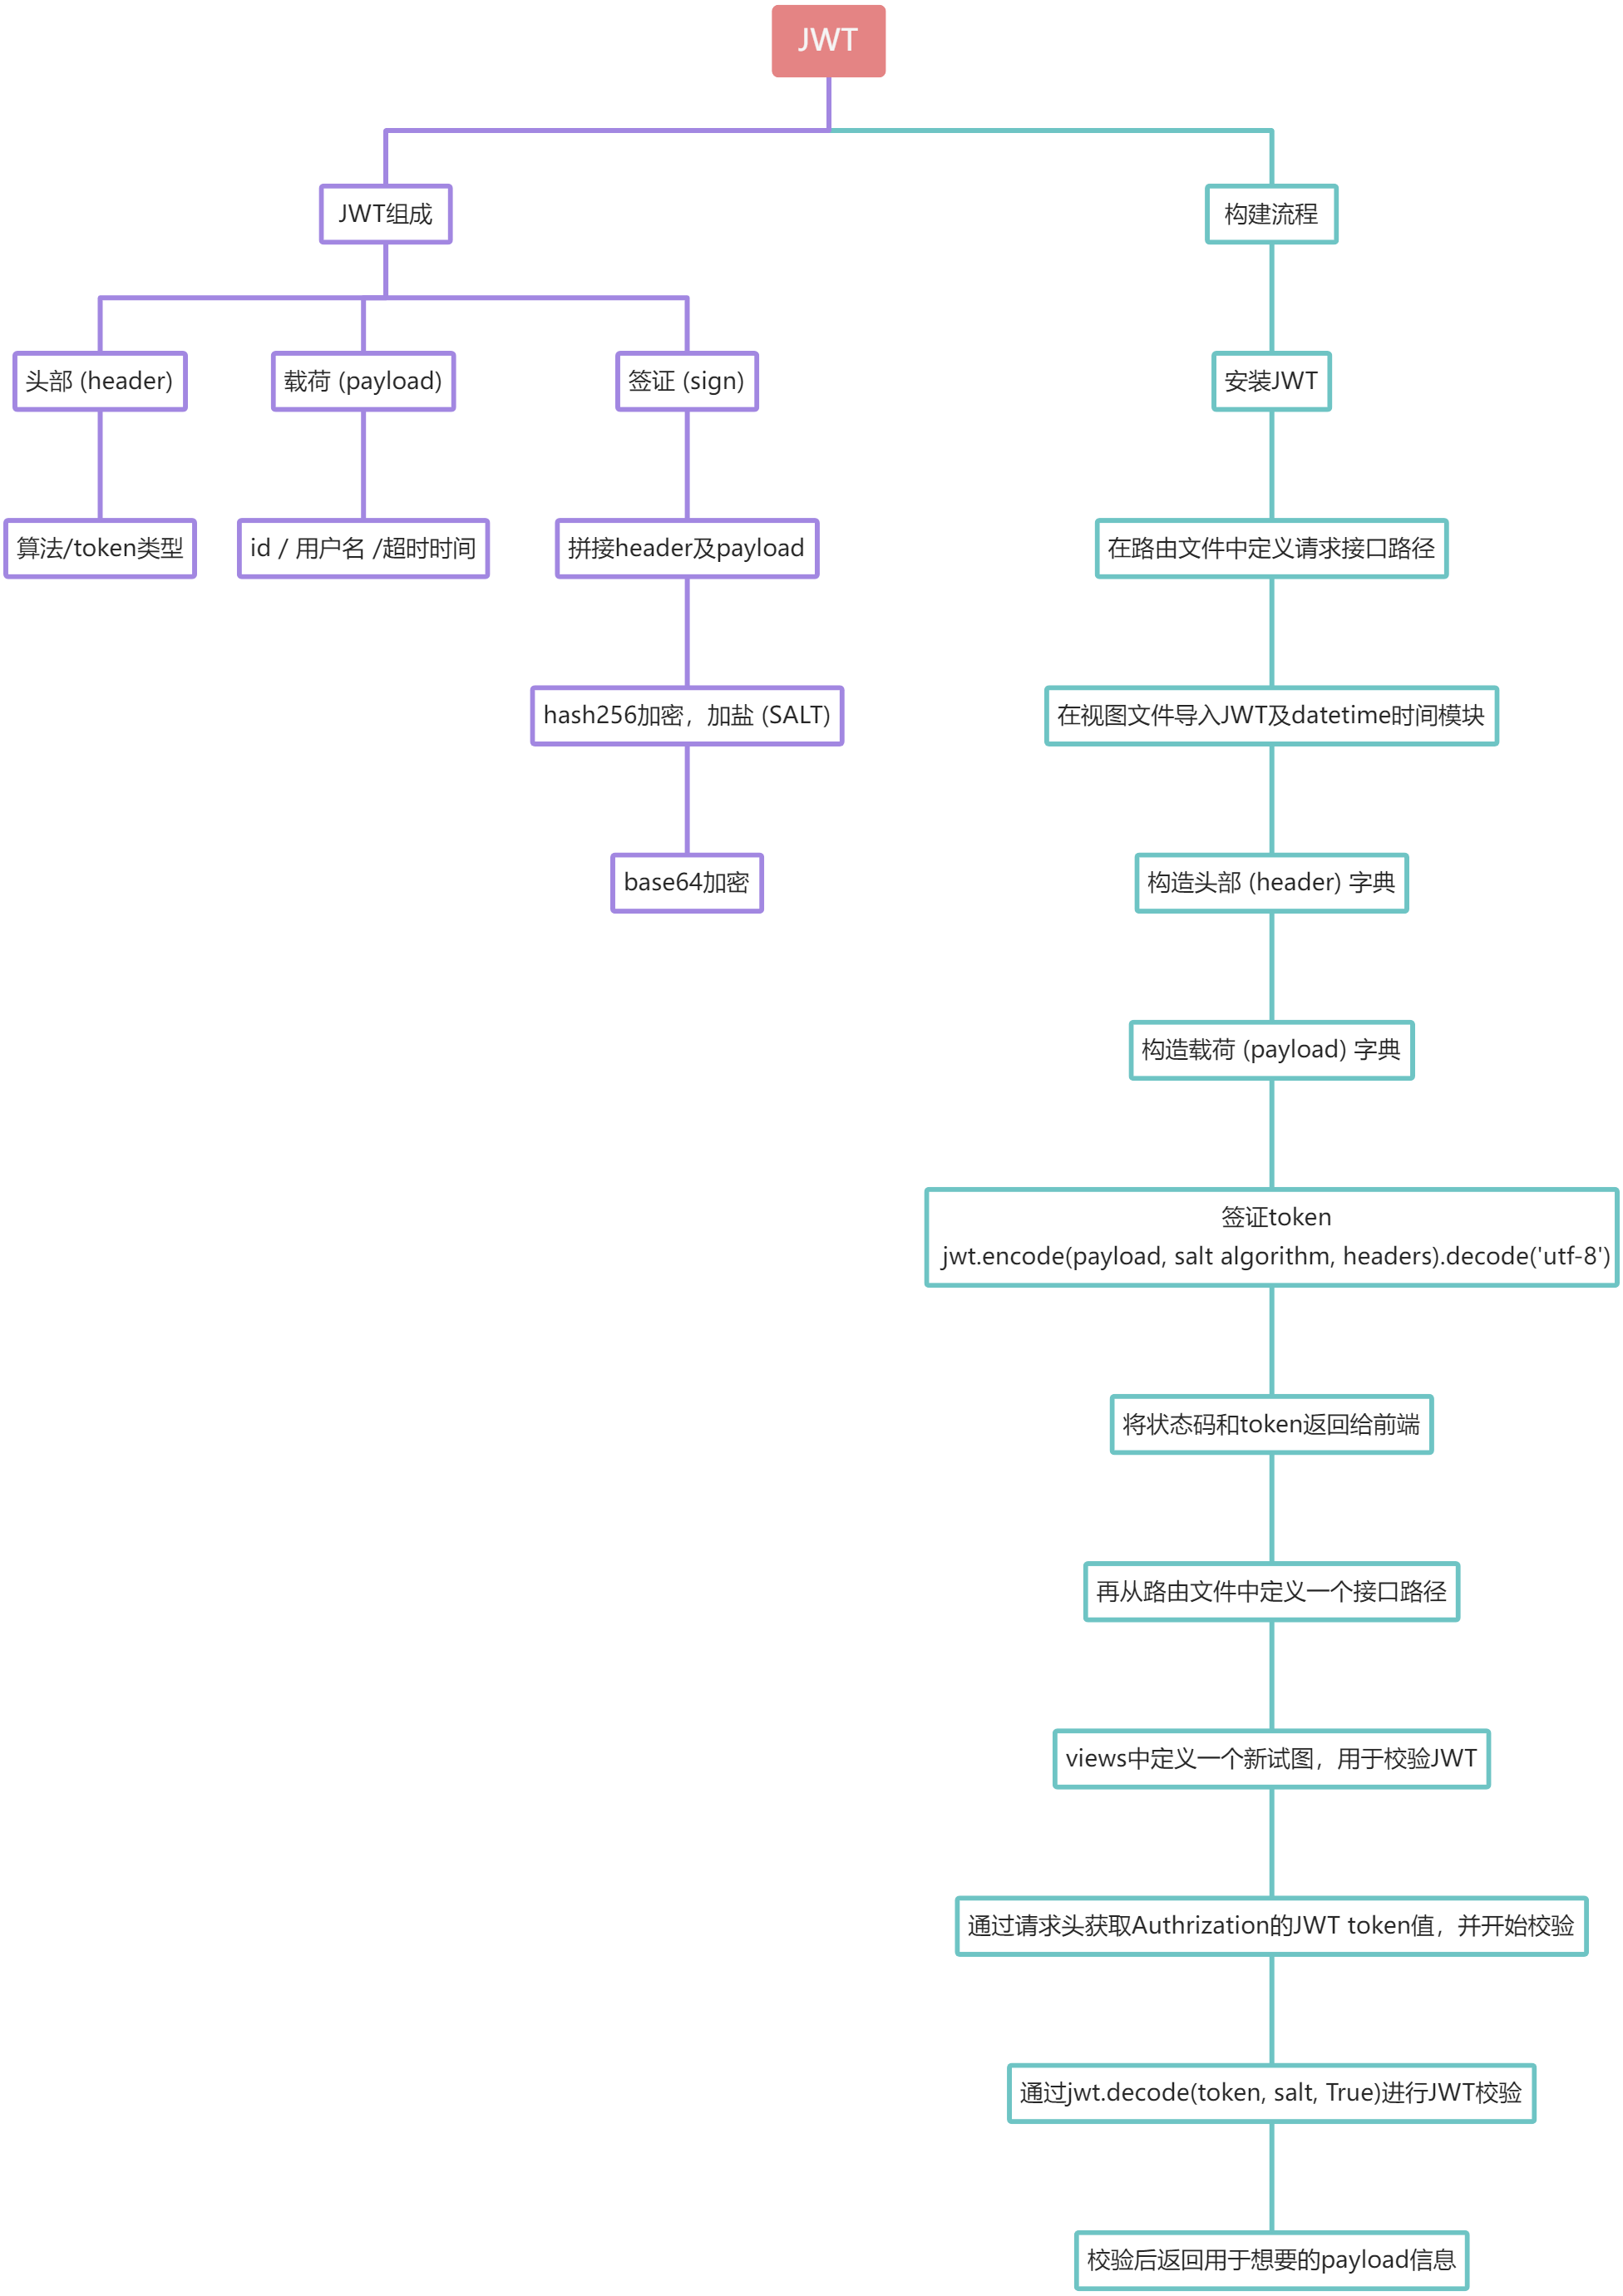 JWT
JWT组成
构建流程
头部 (header)
载荷 (payload)
签证 (sign)
安装JWT
算法/token类型
id / 用户名 /超时时间
拼接header及payload
在路由文件中定义请求接口路径
hash256加密，加盐 (SALT)
在视图文件导入JWT及datetime时间模块
base64加密
构造头部 (header) 字典
构造载荷 (payload) 字典
签证token
jwt.encode(payload, salt algorithm, headers).decode('utf-8')
将状态码和token返回给前端
再从路由文件中定义一个接口路径
views中定义一个新试图，用于校验JWT
通过请求头获取Authrization的JWT token值，并开始校验
通过jwt.decode(token, salt, True)进行JWT校验
校验后返回用于想要的payload信息